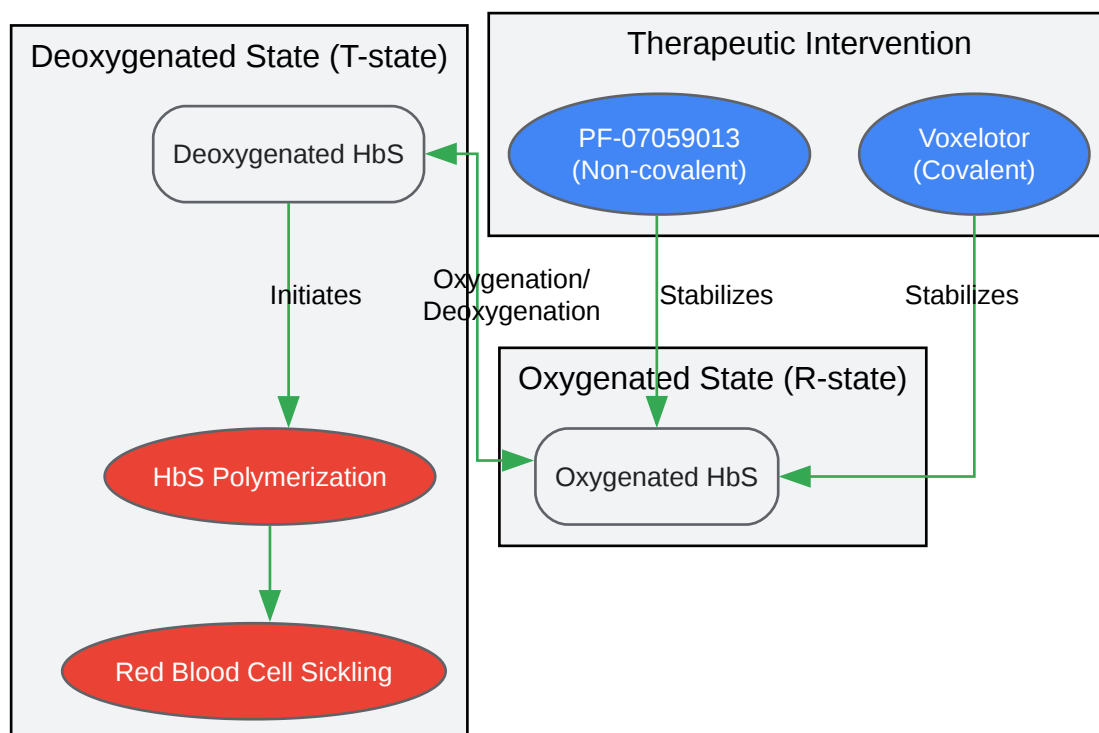 Deoxygenated State (T-state)
Deoxygenated HbS
Initiates
HbS Polymerization
Red Blood Cell Sickling
Oxygenation/
Deoxygenation
Therapeutic Intervention
PF-07059013
(Non-covalent)
Voxelotor
(Covalent)
Stabilizes
Stabilizes
Oxygenated State (R-state)
Oxygenated HbS